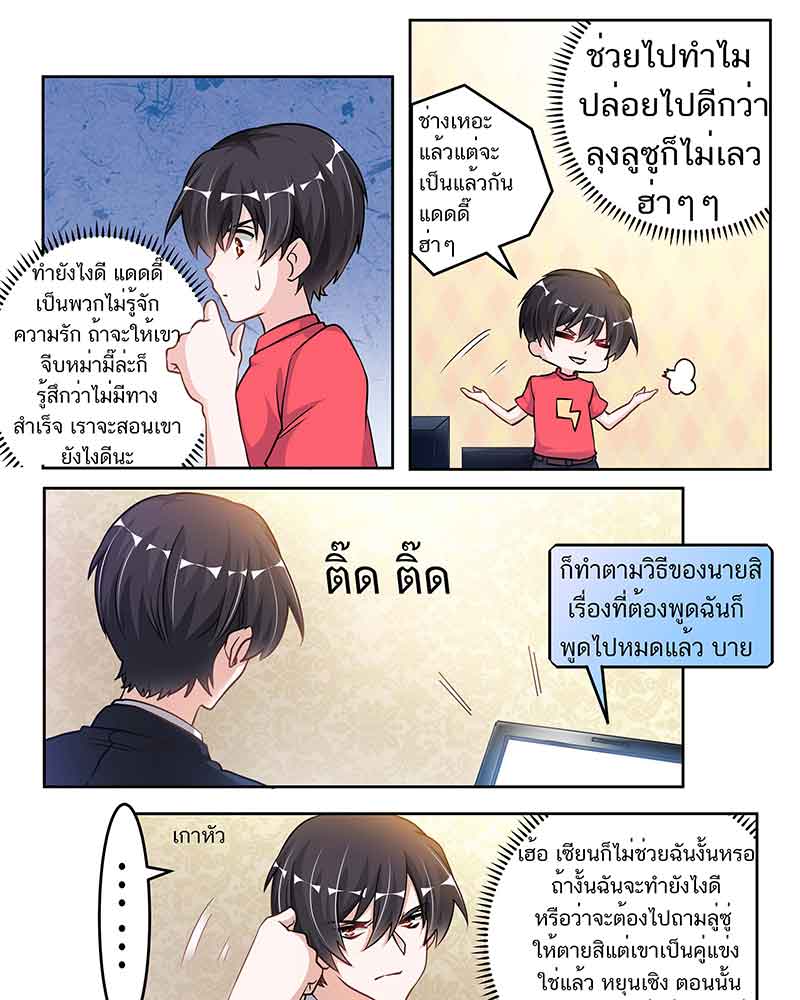 ทำยังไงดี แดดดี้
เป็นพวกไม่รู้จัก
ความรัก ถ้าจะให้เขา
จีบหม่ามี๊ล่ะก็
รู้สึกว่าไม่มีทาง
สำเร็จ เราจะสอนเขา
ยังไงดีนะ
ช่วยไปทำไม
ปล่อยไปดีกว่า
ลุงลูซูก็ไม่เลว
ฮ่าๆๆ
ช่างเหอะ
แล้วแต่จะ
เป็นแล้วกัน
แดดดี๊
ฮ่าๆ
ติ๊ด ติ๊ด
ก็ทำตามวิธีของนายสิ
เรื่องที่ต้องพูดฉันก็
พูดไปหมดแล้ว บาย
เกาหัว
เฮ้อ เซียนก็ไม่ช่วยฉันงั้นหรอ
ถ้างั้นฉันจะทำยังไงดี
หรือว่าจะต้องไปถามลู่ซู่
ให้ตายสิแต่เขาเป็นคู่แข่ง
ใช่แล้ว หยุนเชิง ตอนนั้น